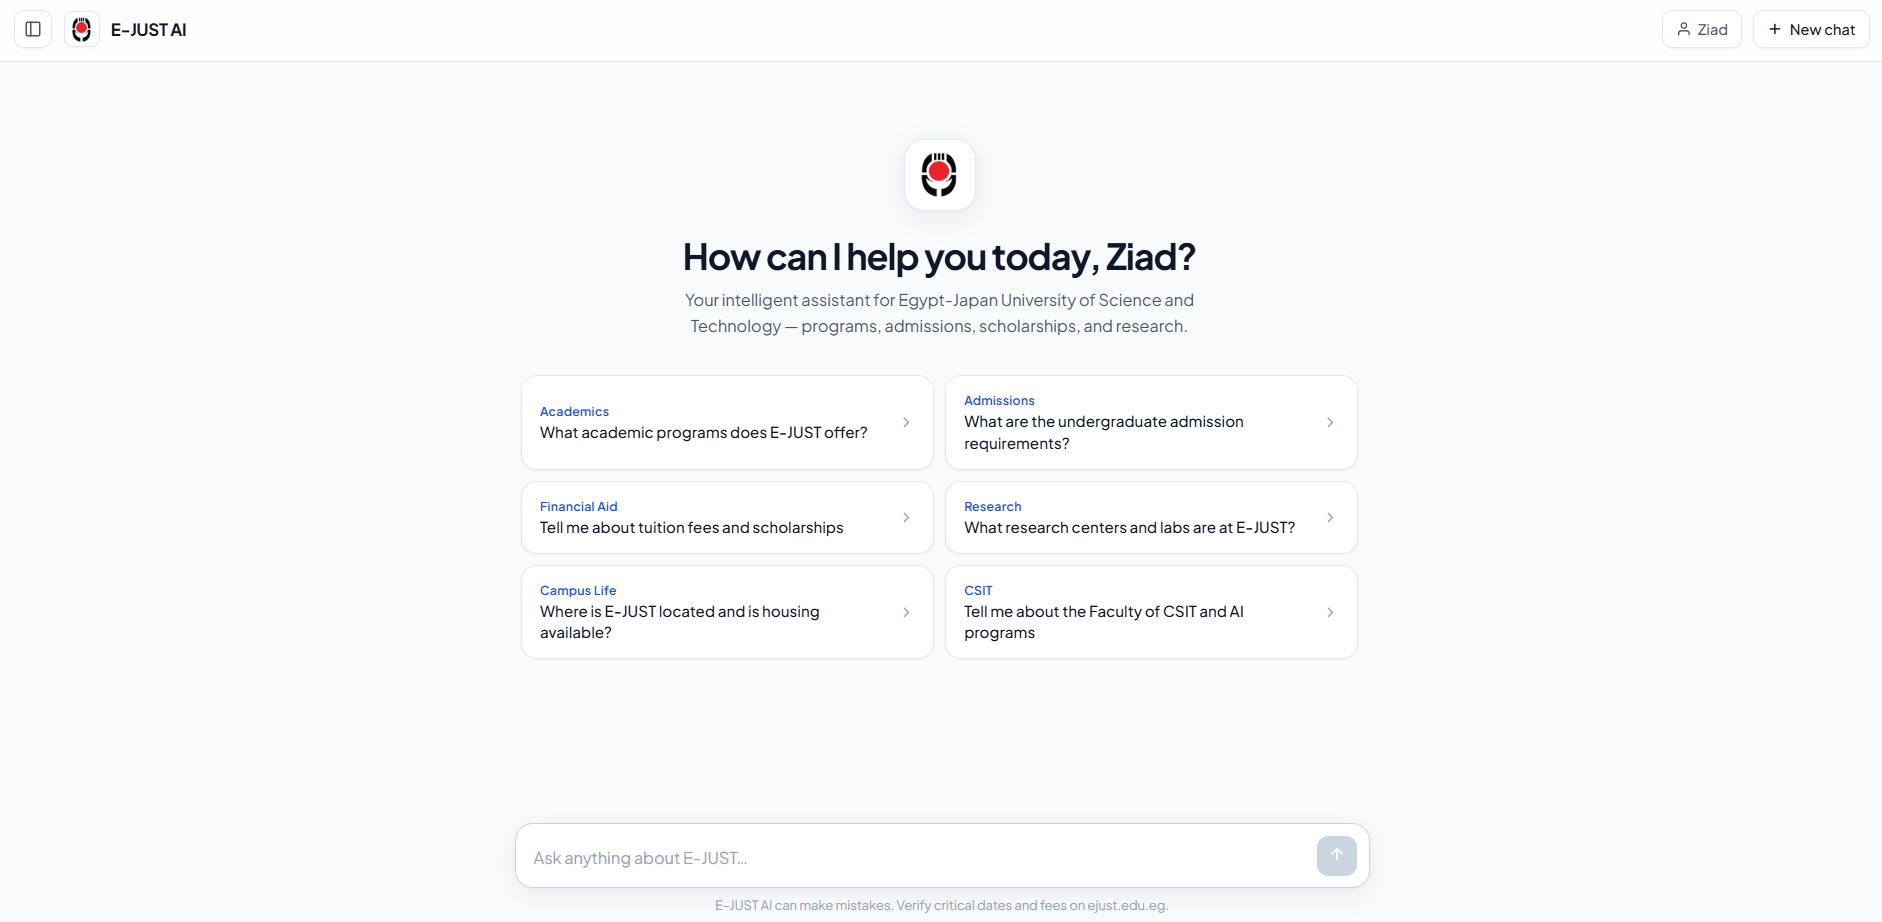 E-JUST AI
Ziad
New chat
How can I help you today, Ziad?
Your intelligent assistant for Egypt-Japan University of Science and
Technology — programs, admissions, scholarships, and research.
Academics
What academic programs does E-JUST offer?
Admissions
What are the undergraduate admission
requirements?
Financial Aid
Tell me about tuition fees and scholarships
Research
What research centers and labs are at E-JUST?
Campus Life
Where is E-JUST located and is housing
available?
CSIT
Tell me about the Faculty of CSIT and AI
programs
Ask anything about E-JUST...
E-JUST AI can make mistakes. Verify critical dates and fees on ejust.edu.eg.